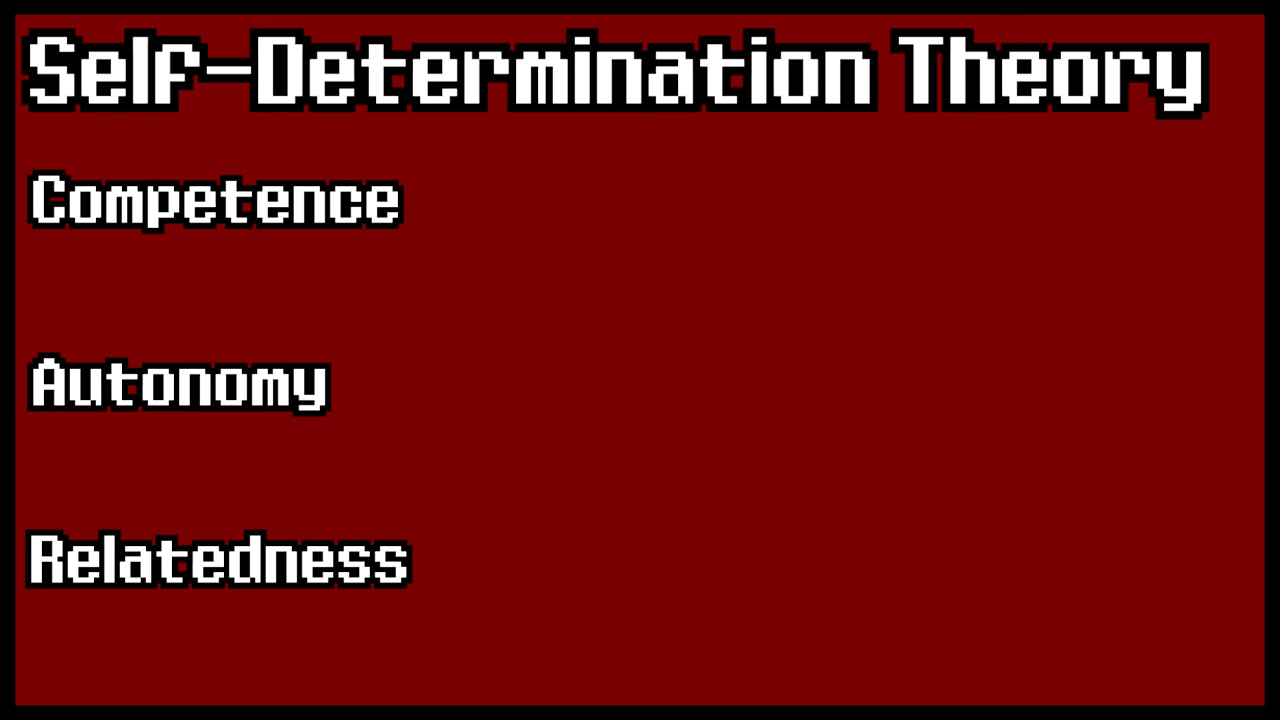 Self-Determination Theory
Competence
Autonomy
Relatedness